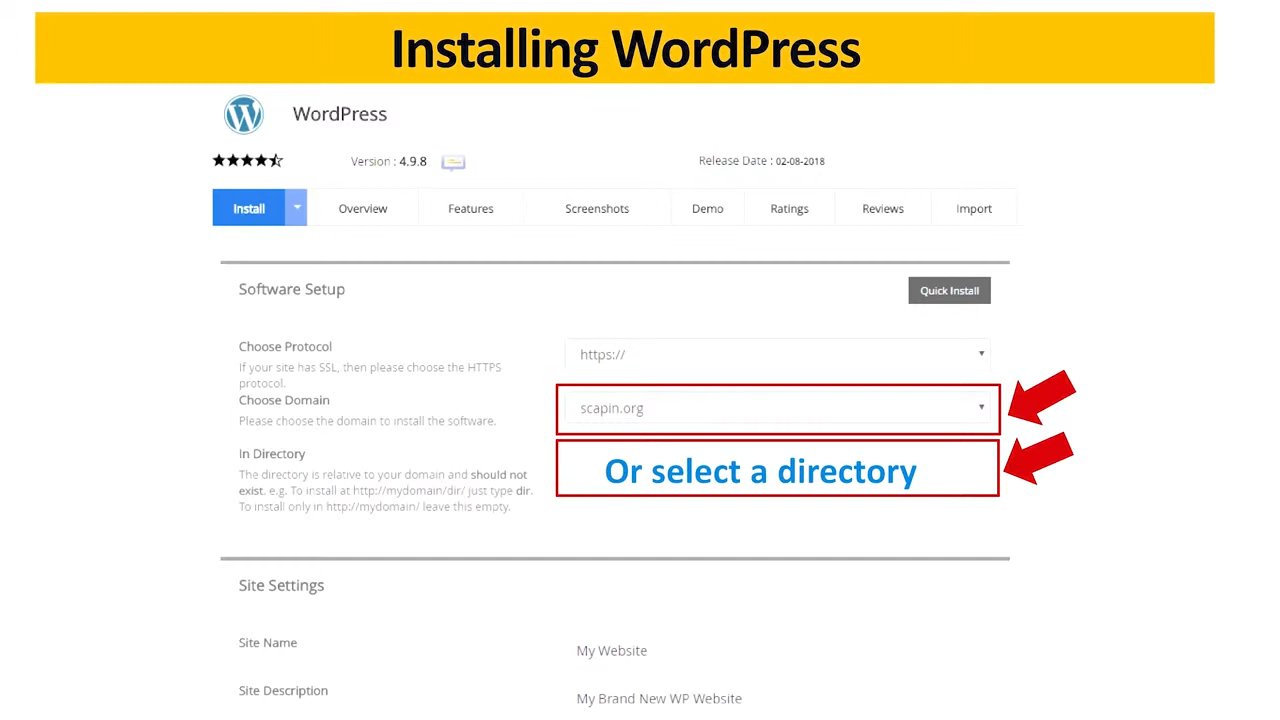 Installing WordPress
WordPress
Version : 4.9.8
Release Date : 02-08-2018
Install
Overview
Features
Screenshots
Demo
Ratings
Reviews
Import
Software Setup
Quick Install
Choose Protocol
If your site has SSL, then please choose the HTTPS
protocol.
https://
Choose Domain
Please choose the domain to install the software.
scapin.org
In Directory
The directory is relative to your domain and should not
exist. e.g. To install at http://mydomain/dir/ just type dir.
To install only in http://mydomain/ leave this empty.
Or select a directory
Site Settings
Site Name
My Website
Site Description
My Brand New WP Website